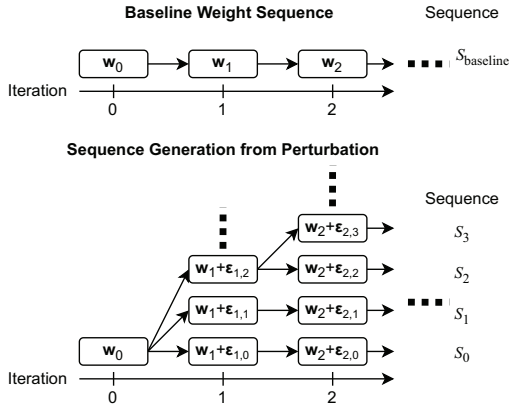 Baseline Weight Sequence Sequence
w₀ w₁ w₂ S_baseline
Iteration
0 1 2
Sequence Generation from Perturbation
Sequence
w₂+ε₂,₃ S₃
w₁+ε₁,₂ w₂+ε₂,₂ S₂
w₁+ε₁,₁ w₂+ε₂,₁ S₁
w₀ w₁+ε₁,₀ w₂+ε₂,₀ S₀
Iteration
0 1 2